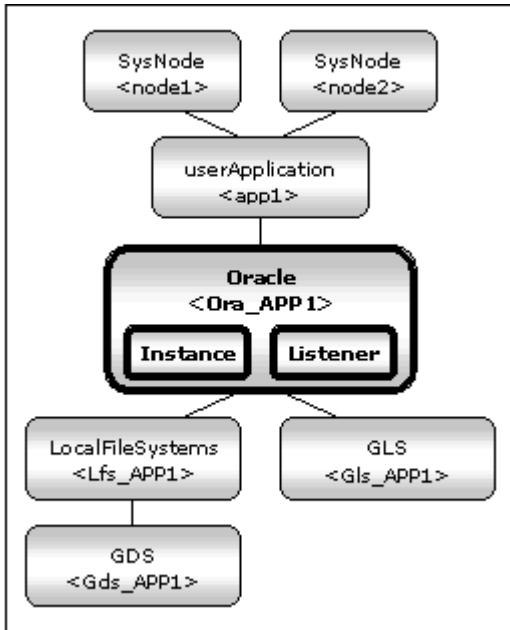 SysNode
<node1>
SysNode
<node2>
userApplication
<app1>
Oracle
<Ora_APP1>
Instance
Listener
LocalFileSystems
<Lfs_APP1>
GLS
<Gls_APP1>
GDS
<Gds_APP1>